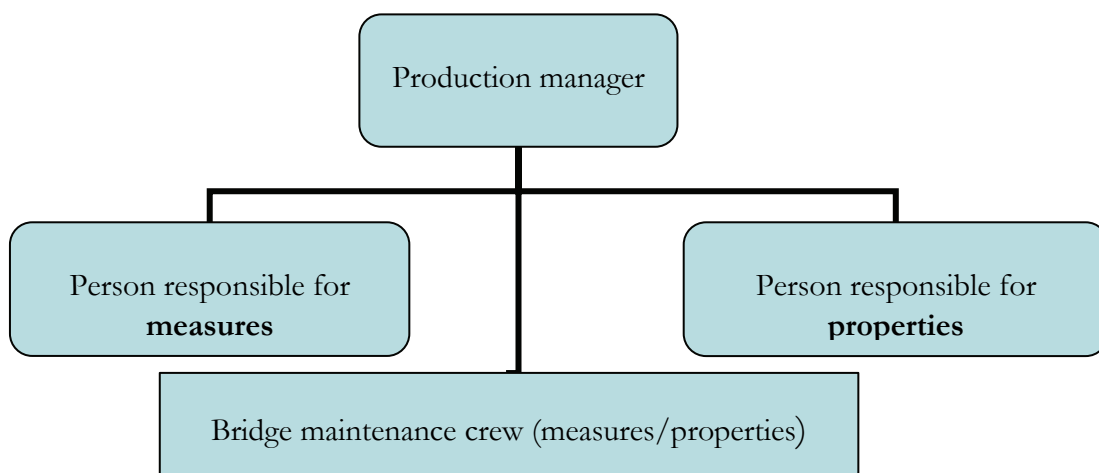 Production manager
Person responsible for
measures
Person responsible for
properties
Bridge maintenance crew (measures/properties)